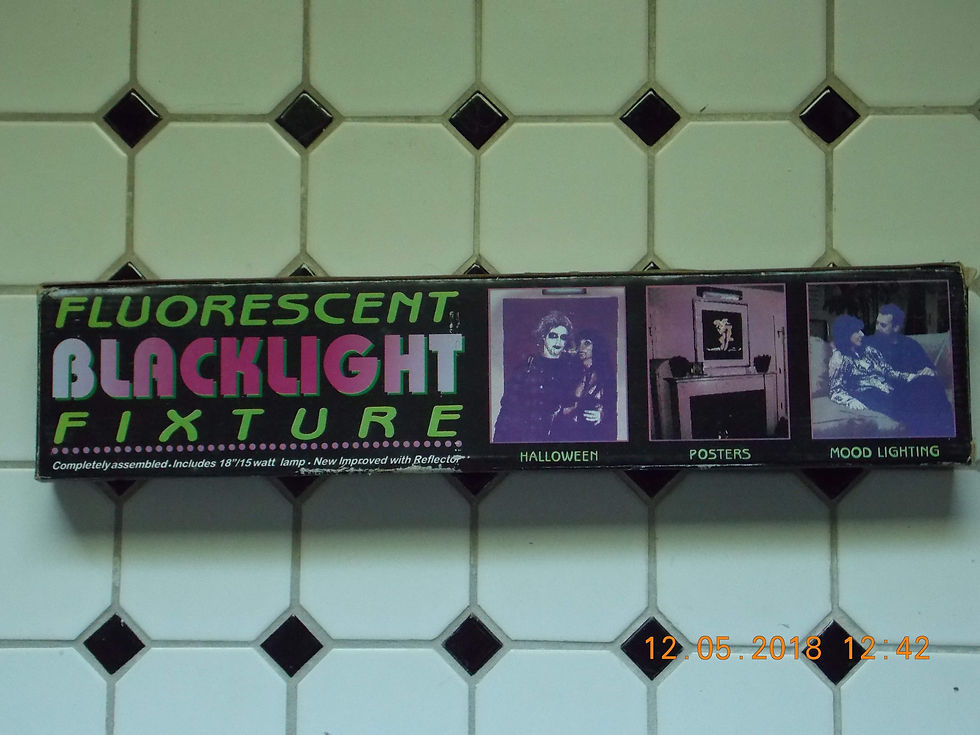 FLUORESCENT
BLACKLIGHT
FIXTURE
Completely assembled • Includes 18"/15 watt lamp • New Improved with Reflector
HALLOWEEN
POSTERS
MOOD LIGHTING
12.05.2018 12:42